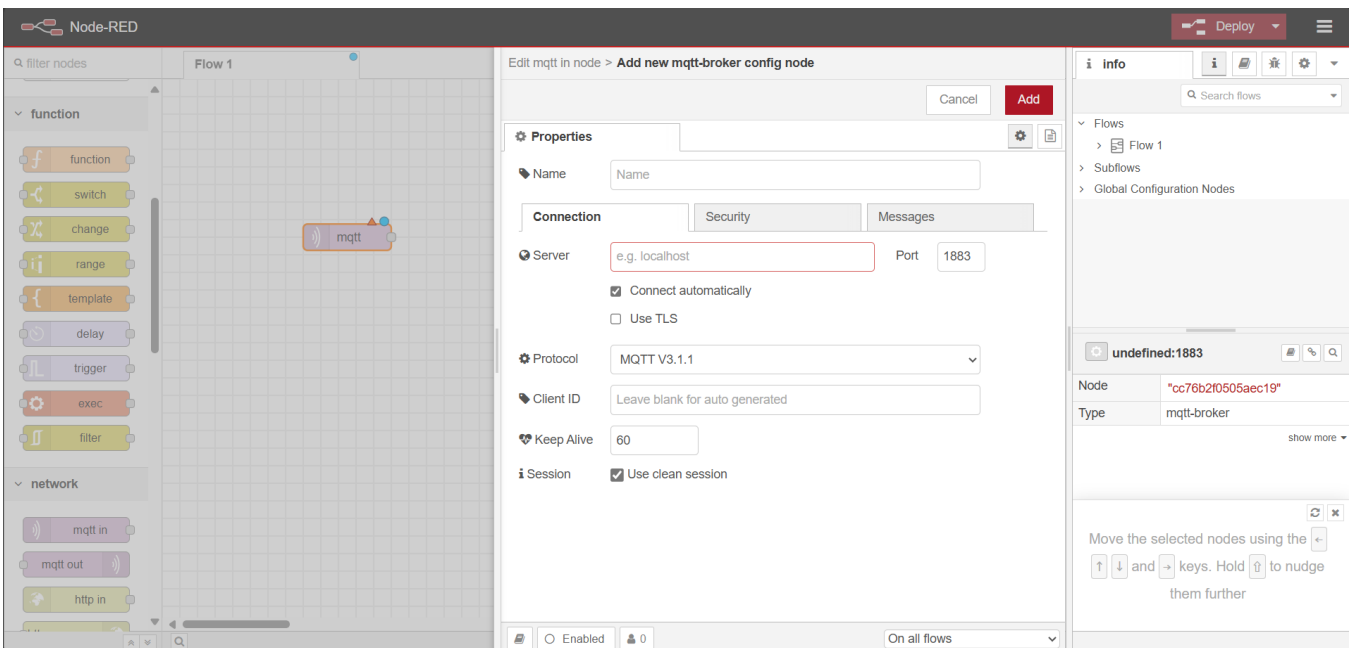 Node-RED
Deploy
filter nodes
function
function
switch
change
range
template
delay
trigger
exec
filter
network
mqtt in
mqtt out
http in
Flow 1
mqtt
Edit mqtt in node > Add new mqtt-broker config node
Cancel
Add
Properties
Name
Name
Connection
Security
Messages
Server
e.g. localhost
Port
1883
Connect automatically
Use TLS
Protocol
MQTT V3.1.1
Client ID
Leave blank for auto generated
Keep Alive
60
Session
Use clean session
Enabled
0
On all flows
info
Search flows
Flows
Flow 1
Subflows
Global Configuration Nodes
undefined:1883
Node
"cc76b2f0505aec19"
Type
mqtt-broker
show more
Move the selected nodes using the ←
↑ ↓ and → keys. Hold ⇧ to nudge
them further